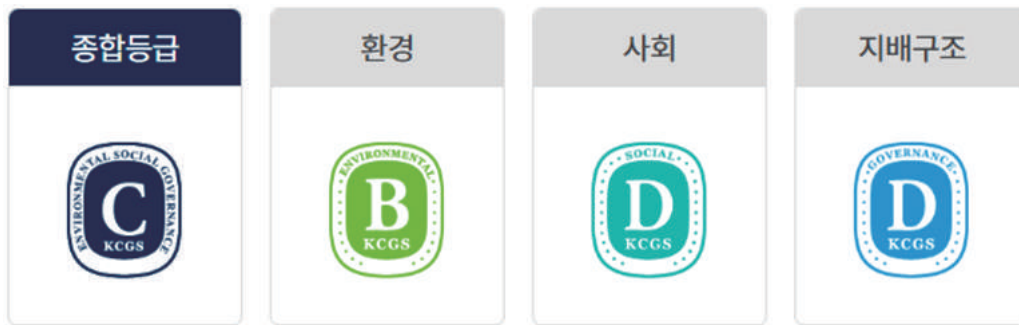 종합등급
환경
사회
지배구조
ENVIRONMENTAL SOCIAL GOVERNANCE
C
KCGS
ENVIRONMENTAL
B
KCGS
SOCIAL
D
KCGS
GOVERNANCE
D
KCGS